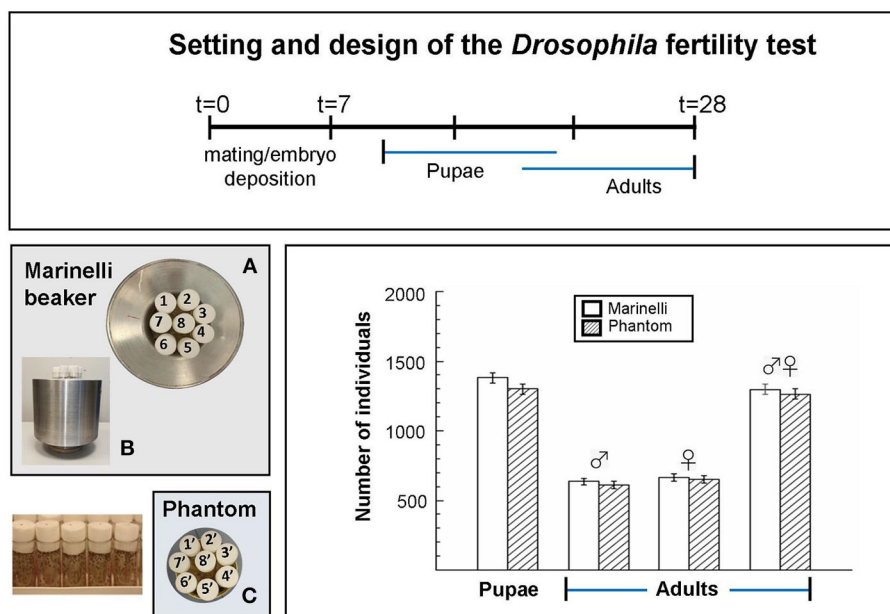 Setting and design of the Drosophila fertility test
t=0 t=7 t=28
mating/embryo
deposition
Pupae
Adults
Marinelli
beaker
A
1 2 3
7 8 4
6 5
B
Phantom
1′ 2′ 3′
7′ 8′ 4′
6′ 5′
C
Number of individuals
2000
1500
1000
500
Marinelli
Phantom
♂
♀
♂♀
Pupae
Adults